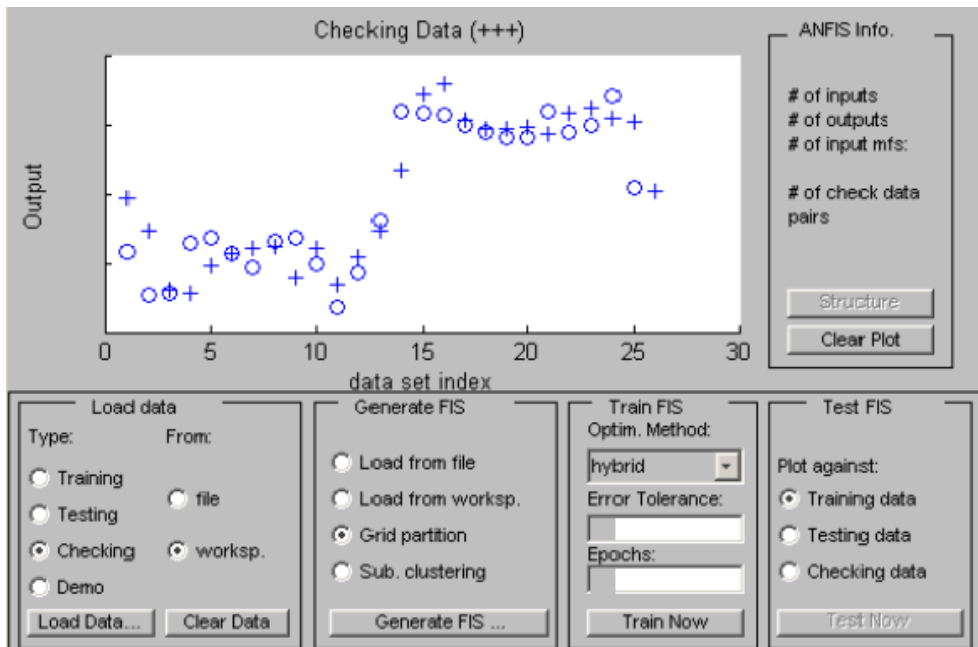 Checking Data (+++)
Output
0 5 10 15 20 25 30
data set index
ANFIS Info.
# of inputs
# of outputs
# of input mfs:
# of check data
pairs
Structure
Clear Plot
Load data
Type:
From:
Training
Testing
Checking
Demo
file
worksp.
Load Data...
Clear Data
Generate FIS
Load from file
Load from worksp.
Grid partition
Sub. clustering
Generate FIS ...
Train FIS
Optim. Method:
hybrid
Error Tolerance:
Epochs:
Train Now
Test FIS
Plot against:
Training data
Testing data
Checking data
Test Now